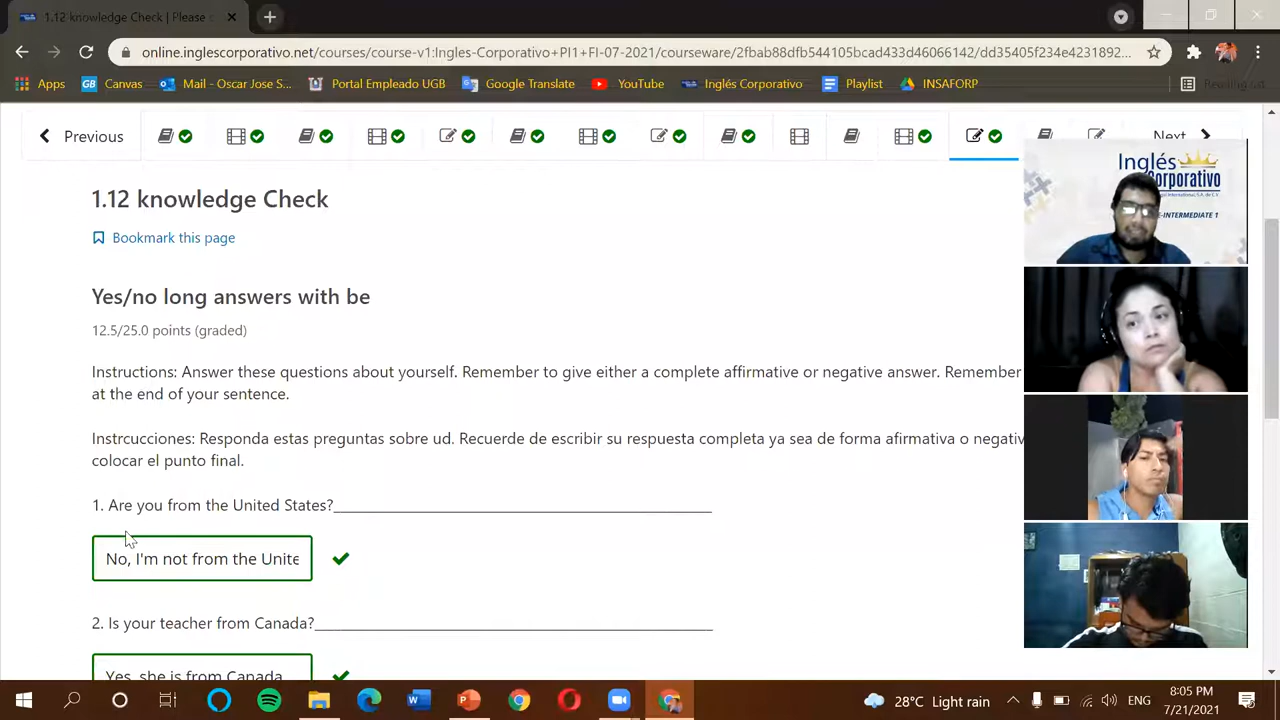 1.12 knowledge Check | Please
online.inglescorporativo.net/courses/course-v1:Ingles-Corporativo+PI1+FI-07-2021/courseware/2fbab88dfb544105bcad433d46066142/dd35405f234e4231892...
Apps Canvas Mail - Oscar Jose S... Portal Empleado UGB Google Translate YouTube Inglés Corporativo Playlist INSAFORP Reading List
Previous Next
1.12 knowledge Check
Bookmark this page
Inglés
Corporativo
E-INTERMEDIATE 1
Yes/no long answers with be
12.5/25.0 points (graded)
Instructions: Answer these questions about yourself. Remember to give either a complete affirmative or negative answer. Remember
at the end of your sentence.
Instrcucciones: Responda estas preguntas sobre ud. Recuerde de escribir su respuesta completa ya sea de forma afirmativa o negativ
colocar el punto final.
1. Are you from the United States?
No, I'm not from the Unite
2. Is your teacher from Canada?
Yes, she is from Canada
28°C Light rain ENG 8:05 PM
7/21/2021